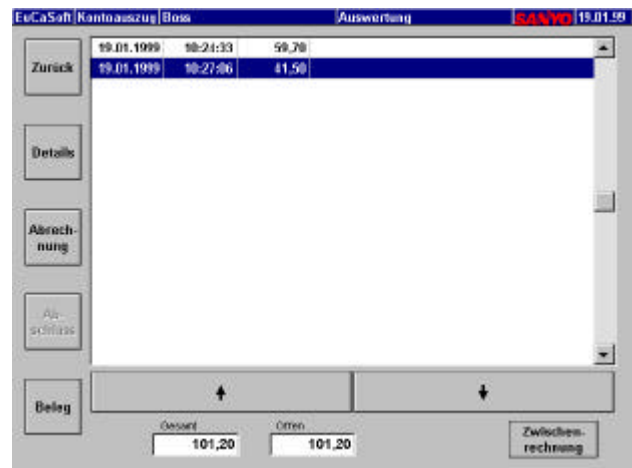 EuCaSoft Kontoauszug Boss Auswertung SANYO 19.01.99
Zurück
19.01.1999 10:24:33 59,70
19.01.1999 10:27:06 41,50
Details
Abrech-
nung
Ab-
schluss
Beleg
Gesamt Offen
101,20 101,20
Zwischen-
rechnung